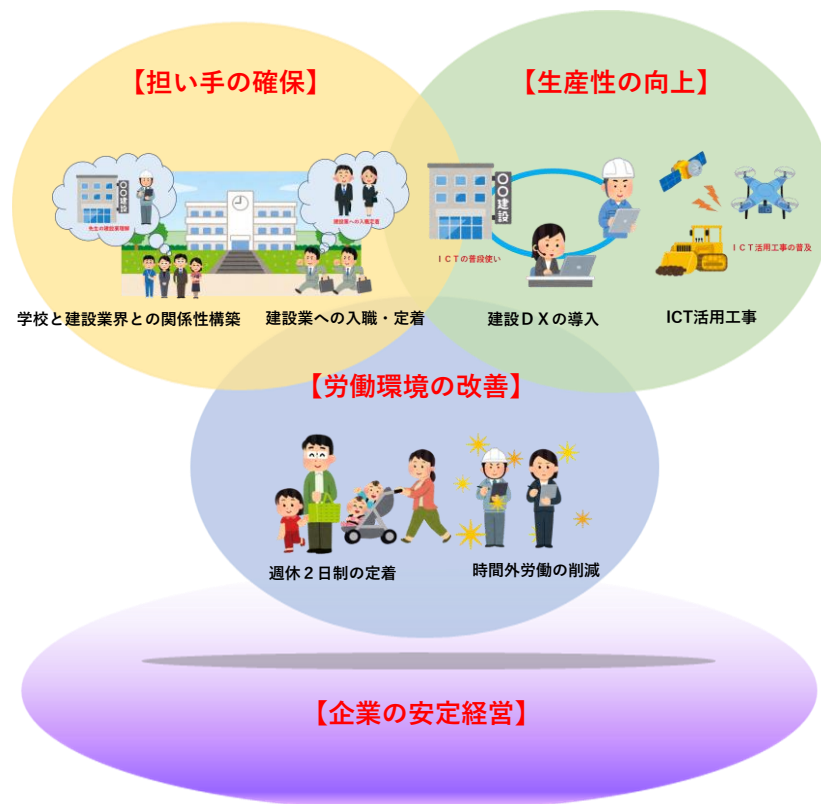 【担い手の確保】
【生産性の向上】
〇〇建設
先生の建設業理解
建設業への入職定着
〇〇建設
ＩＣＴの普段使い
ＩＣＴ活用工事の普及
学校と建設業界との関係性構築
建設業への入職・定着
建設ＤＸの導入
ICT活用工事
【労働環境の改善】
週休２日制の定着
時間外労働の削減
【企業の安定経営】